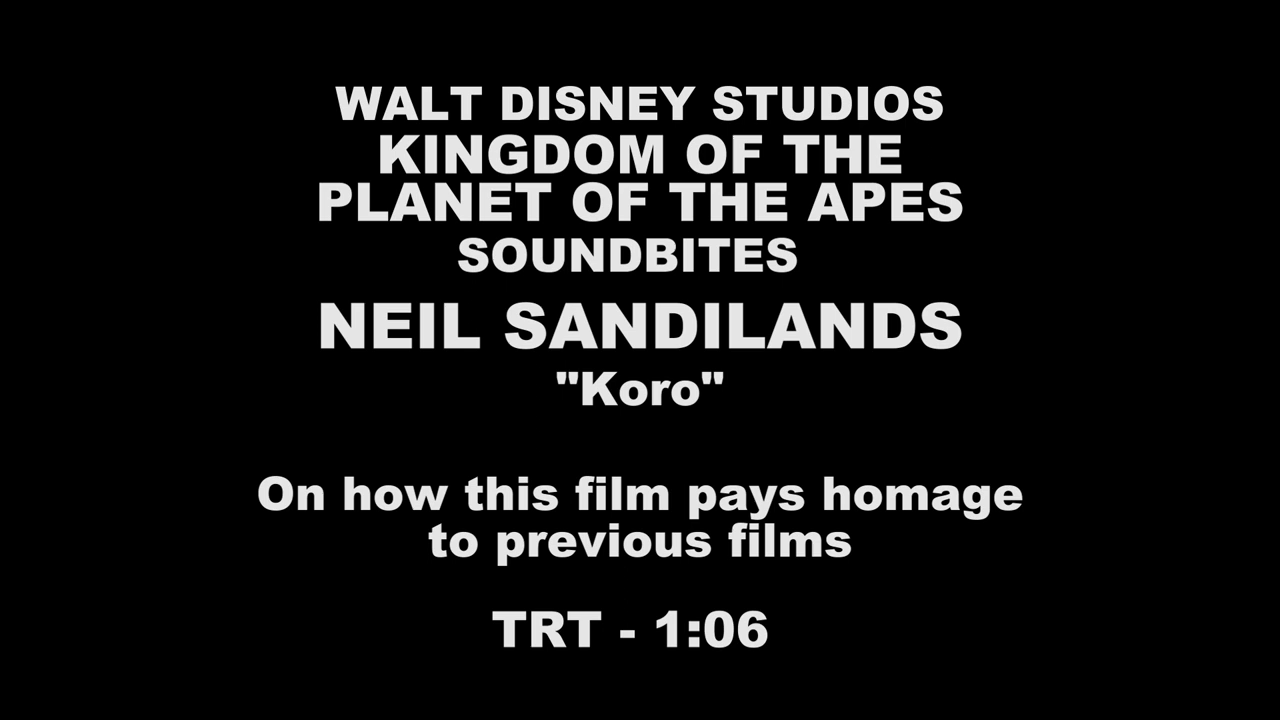 WALT DISNEY STUDIOS
KINGDOM OF THE
PLANET OF THE APES
SOUNDBITES
NEIL SANDILANDS
"Koro"
On how this film pays homage
to previous films
TRT - 1:06